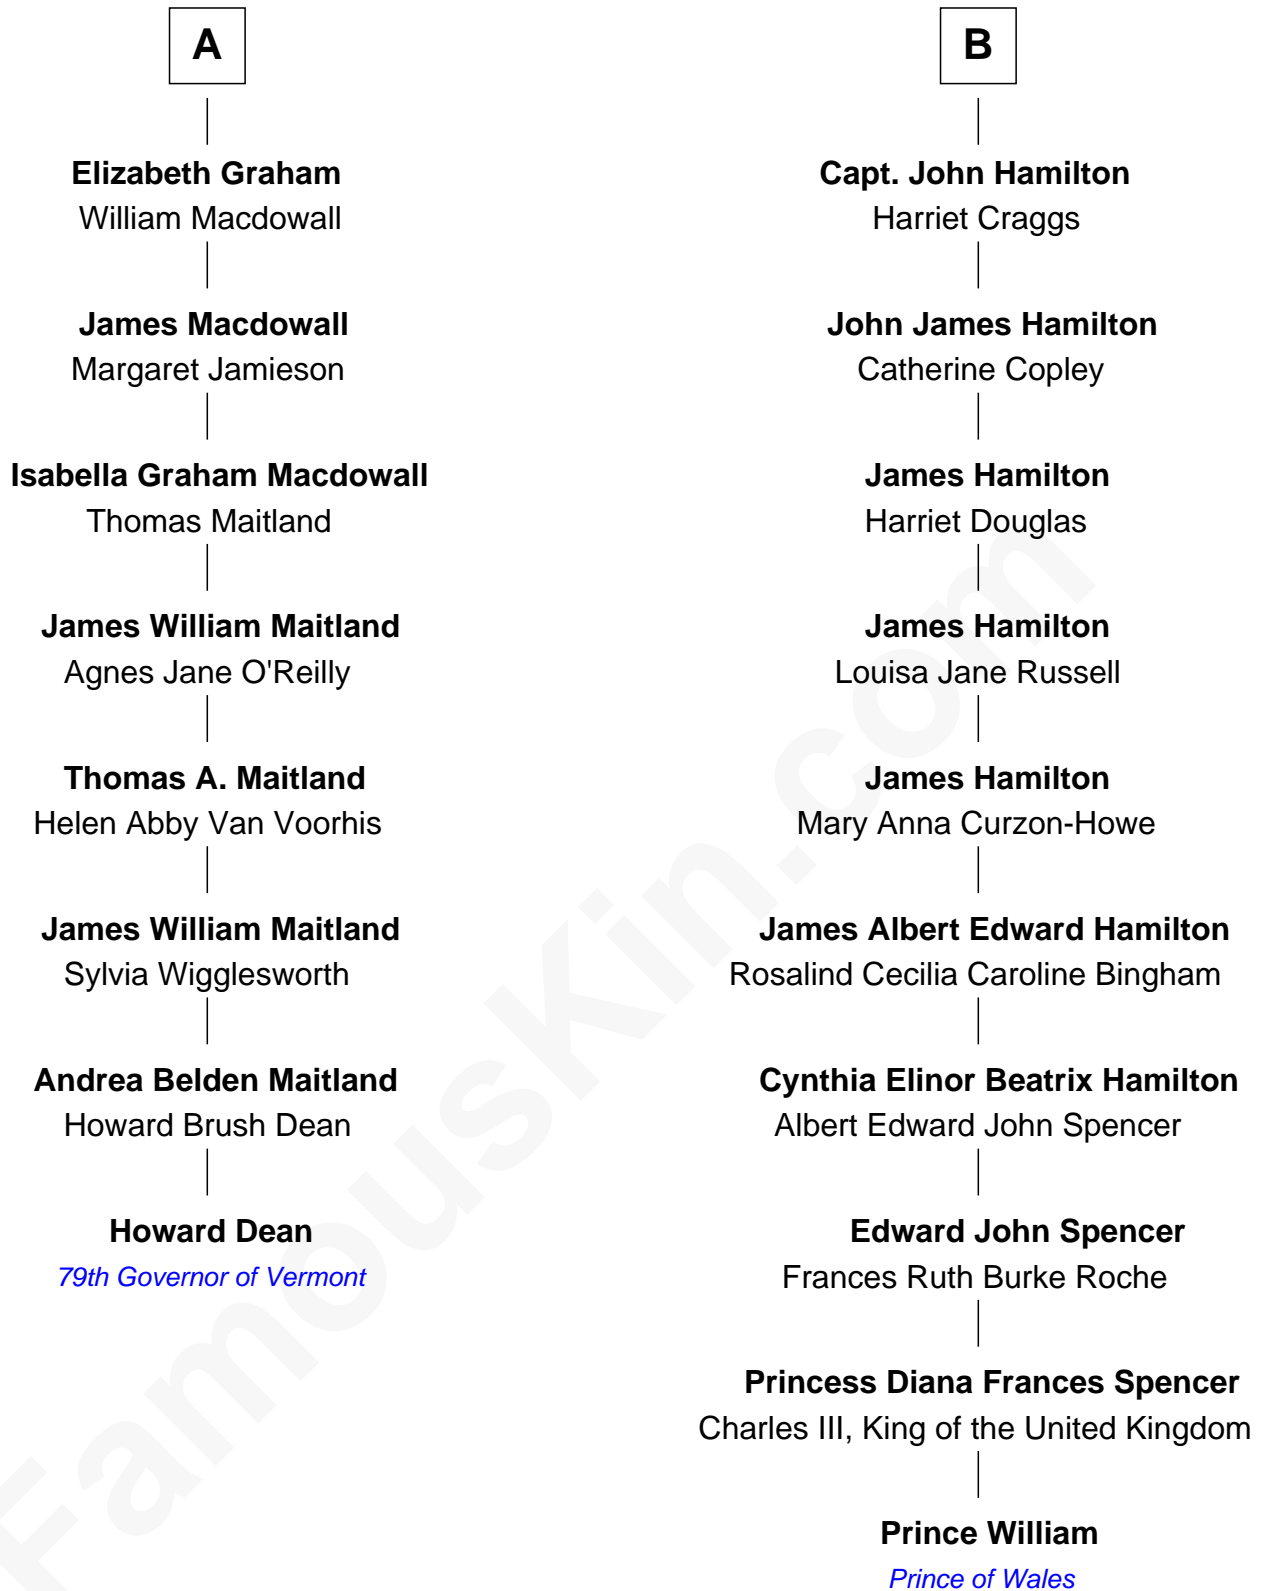 A
Elizabeth Graham
William Macdowall
James Macdowall
Margaret Jamieson
Isabella Graham Macdowall
Thomas Maitland
James William Maitland
Agnes Jane O'Reilly
Thomas A. Maitland
Helen Abby Van Voorhis
James William Maitland
Sylvia Wigglesworth
Andrea Belden Maitland
Howard Brush Dean
Howard Dean
79th Governor of Vermont
B
Capt. John Hamilton
Harriet Craggs
John James Hamilton
Catherine Copley
James Hamilton
Harriet Douglas
James Hamilton
Louisa Jane Russell
James Hamilton
Mary Anna Curzon-Howe
James Albert Edward Hamilton
Rosalind Cecilia Caroline Bingham
Cynthia Elinor Beatrix Hamilton
Albert Edward John Spencer
Edward John Spencer
Frances Ruth Burke Roche
Princess Diana Frances Spencer
Charles III, King of the United Kingdom
Prince William
Prince of Wales
FamousKin.com